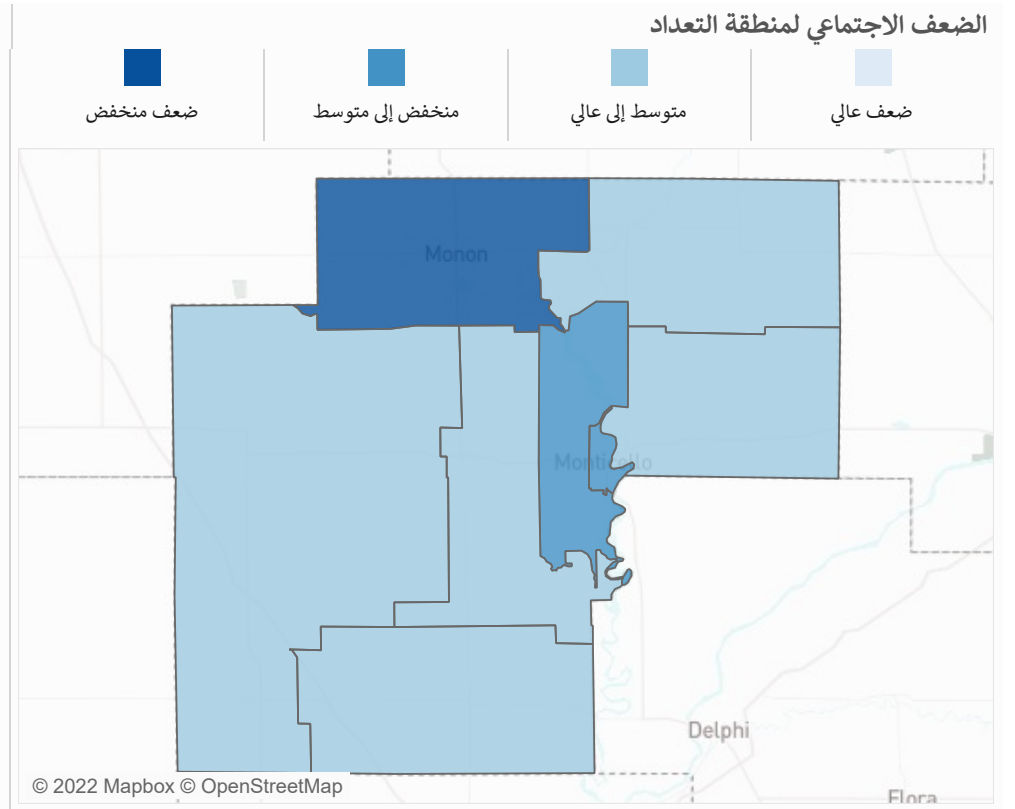 الضعف الاجتماعي لمنطقة التعداد
ضعف عالي
متوسط إلى عالي
منخفض إلى متوسط
ضعف منخفض
Monon
Monticello
Delphi
Flora
© 2022 Mapbox © OpenStreetMap